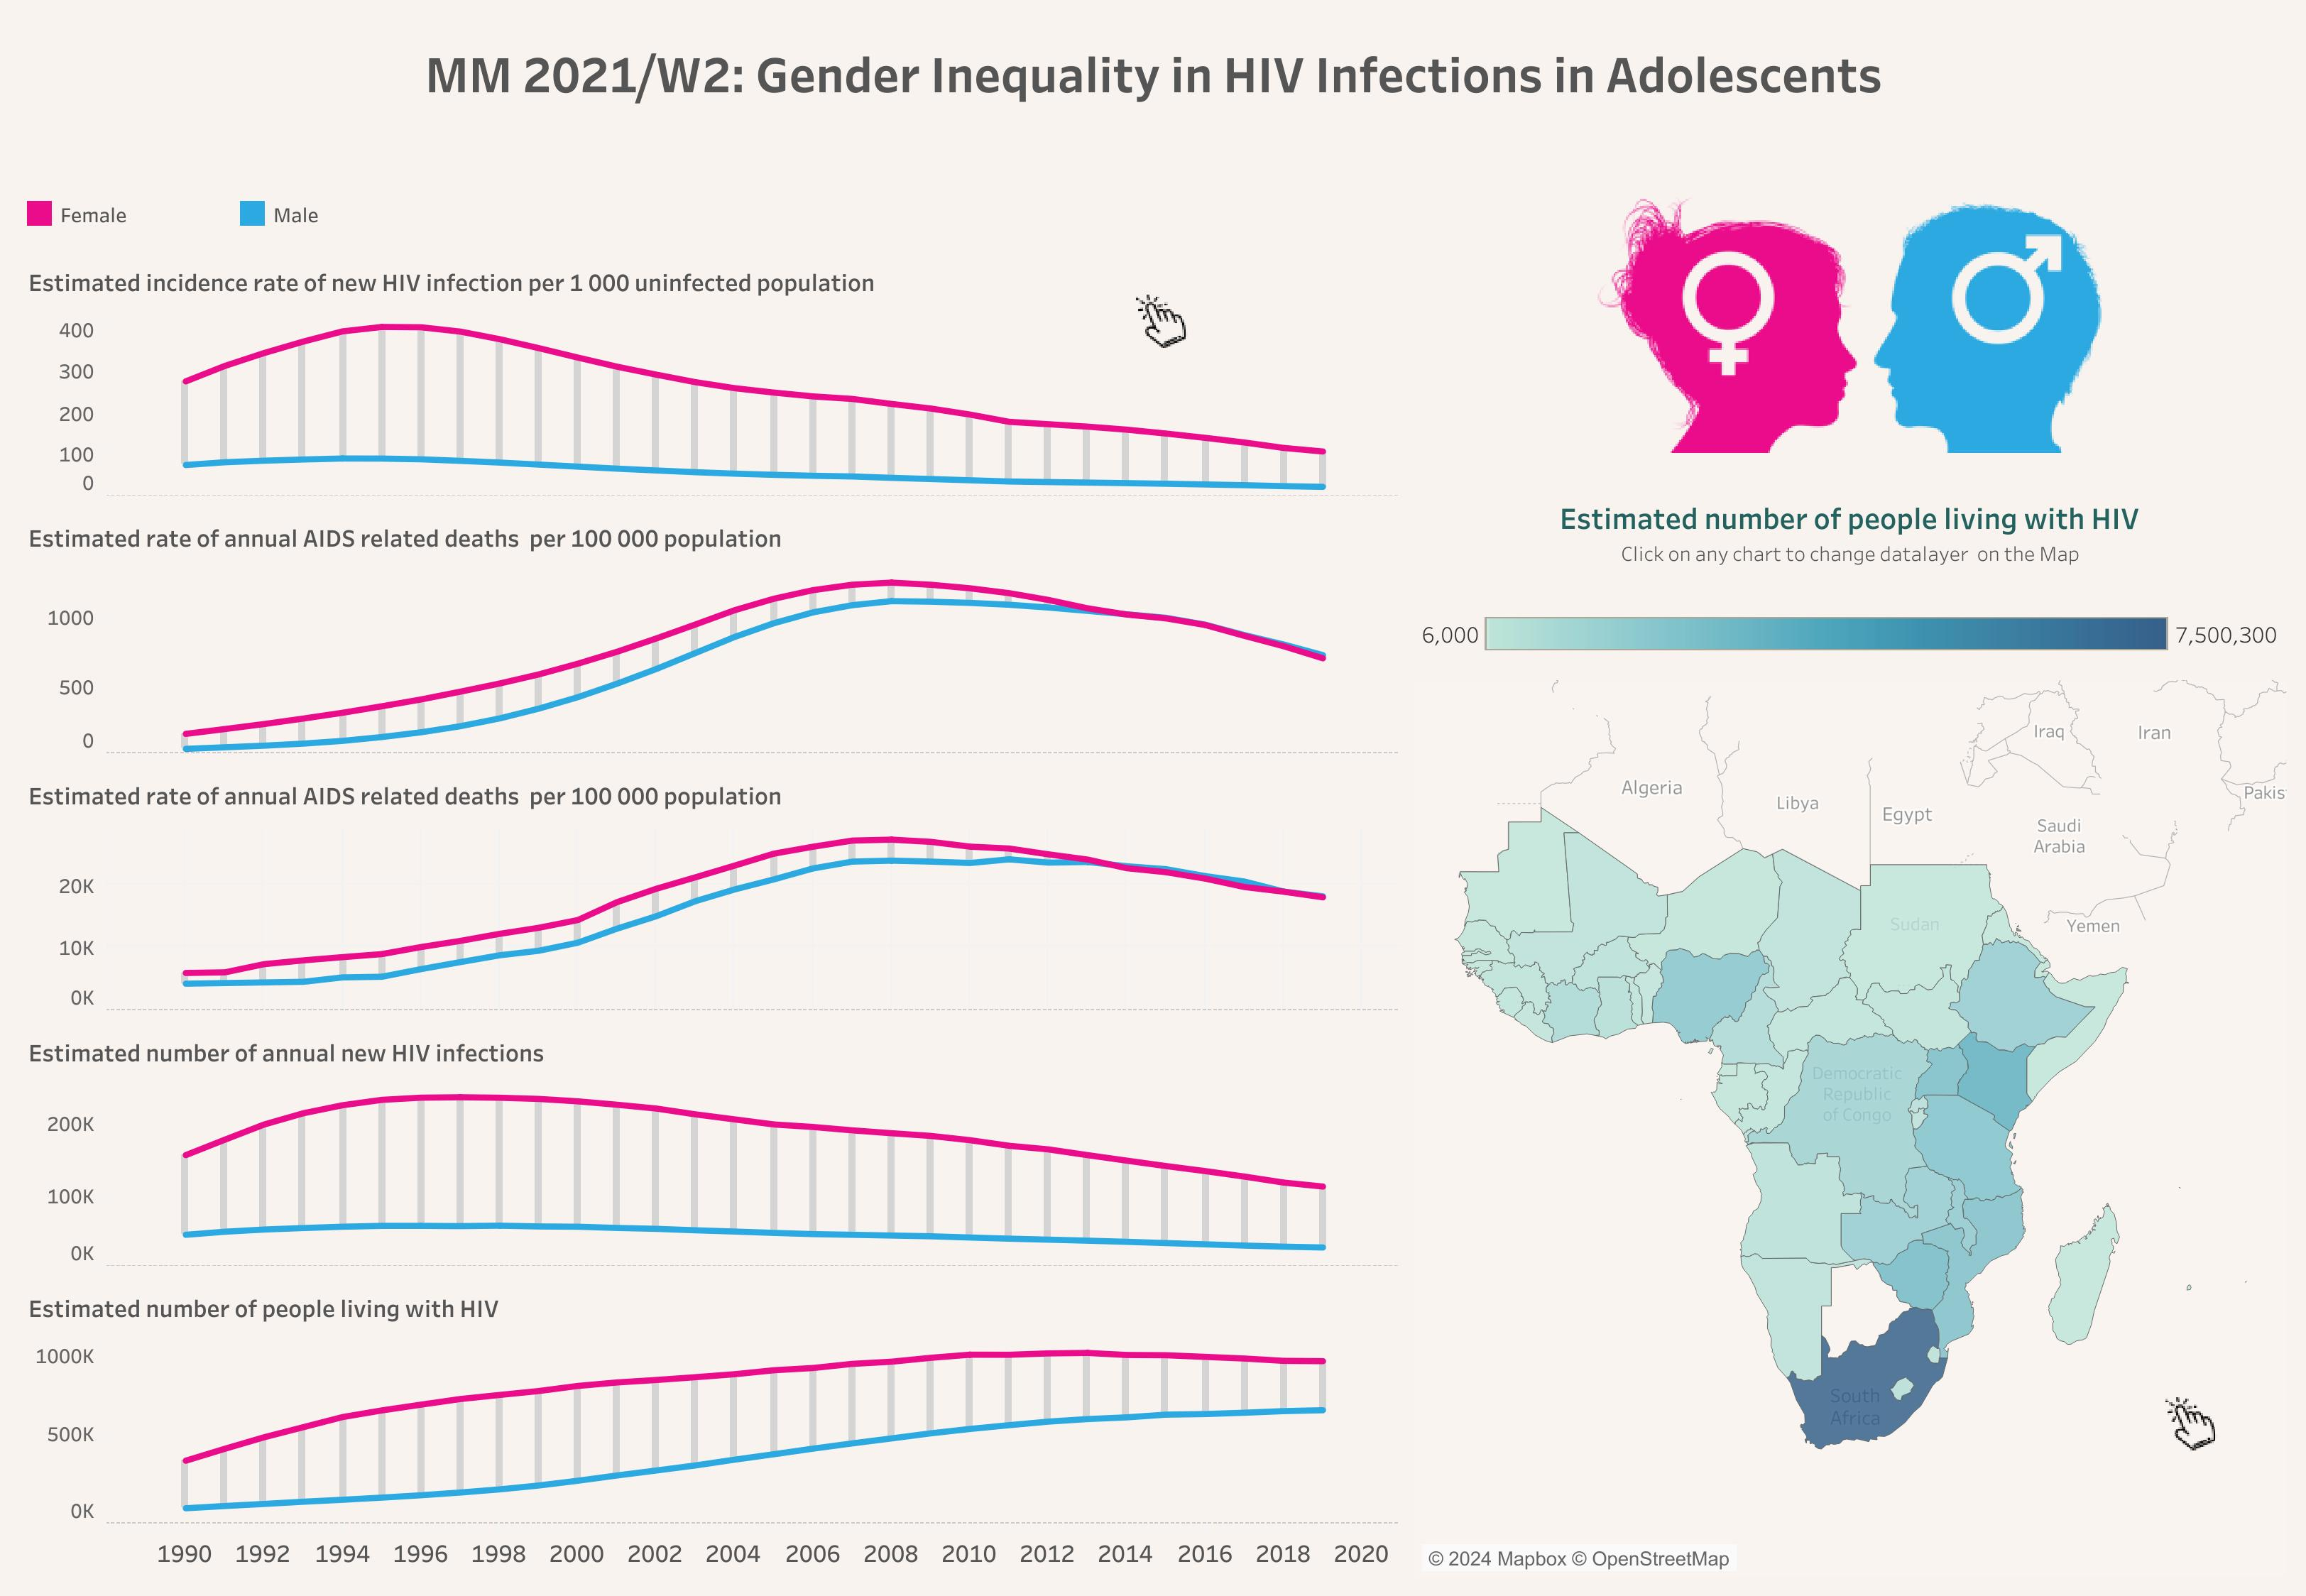 MM 2021/W2: Gender Inequality in HIV Infections in Adolescents
Female
Male
Estimated incidence rate of new HIV infection per 1 000 uninfected population
400
300
200
100
0
Estimated rate of annual AIDS related deaths  per 100 000 population
1000
500
0
Estimated rate of annual AIDS related deaths  per 100 000 population
20K
10K
0K
Estimated number of annual new HIV infections
200K
100K
0K
Estimated number of people living with HIV
1000K
500K
0K
1990 1992 1994 1996 1998 2000 2002 2004 2006 2008 2010 2012 2014 2016 2018 2020
Estimated number of people living with HIV
Click on any chart to change datalayer  on the Map
6,000
7,500,300
Iraq
Iran
Algeria
Libya
Egypt
Pakis
Saudi
Arabia
Sudan
Yemen
Democratic
Republic
of Congo
South
Africa
© 2024 Mapbox © OpenStreetMap